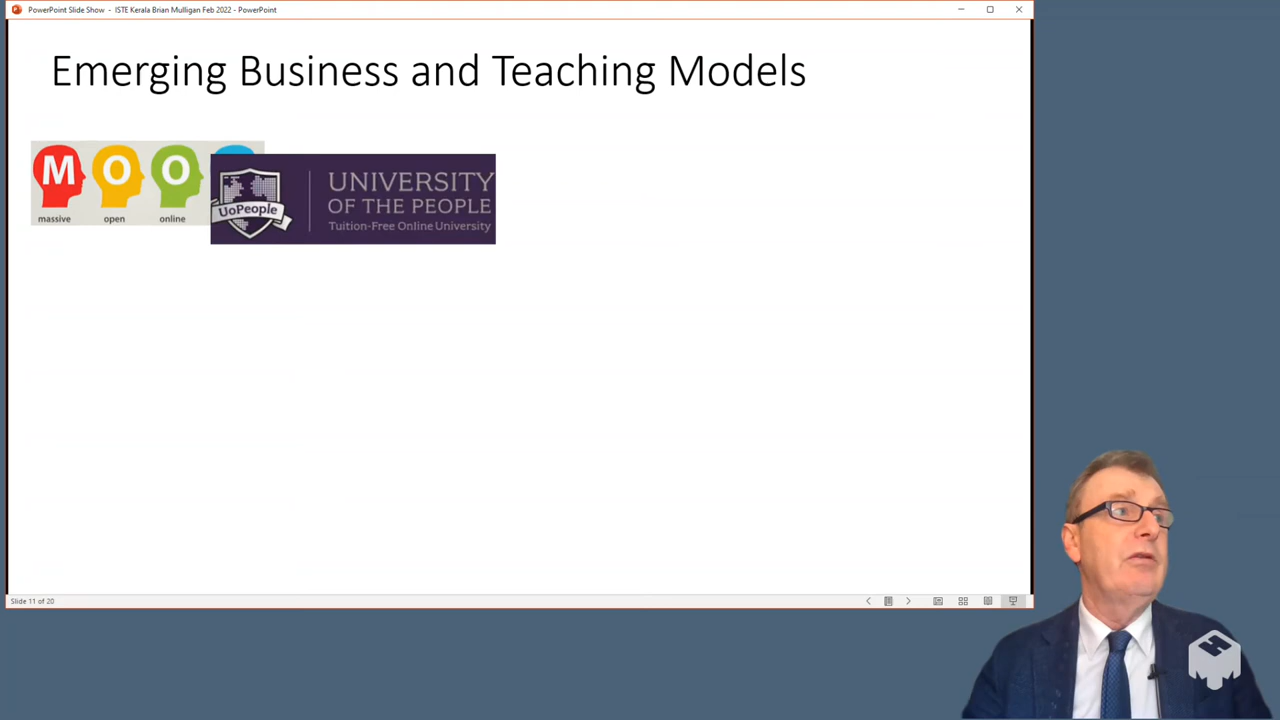 PowerPoint Slide Show - ISTE Kerala Brian Mulligan Feb 2022 - PowerPoint
Emerging Business and Teaching Models
M O O
massive open online
UoPeople
UNIVERSITY
OF THE PEOPLE
Tuition-Free Online University
Slide 11 of 20